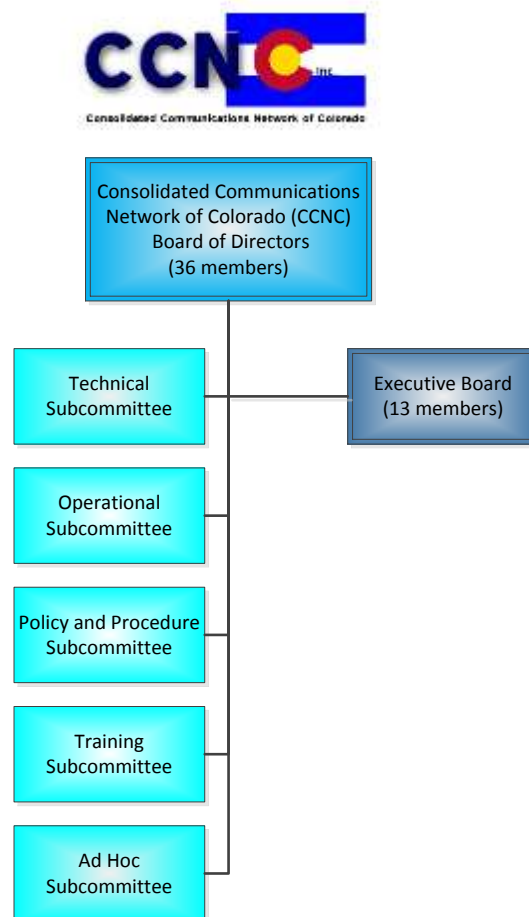 CCNC
Inc
Consolidated Communications Network of Colorado
Consolidated Communications
Network of Colorado (CCNC)
Board of Directors
(36 members)
Technical
Subcommittee
Executive Board
(13 members)
Operational
Subcommittee
Policy and Procedure
Subcommittee
Training
Subcommittee
Ad Hoc
Subcommittee